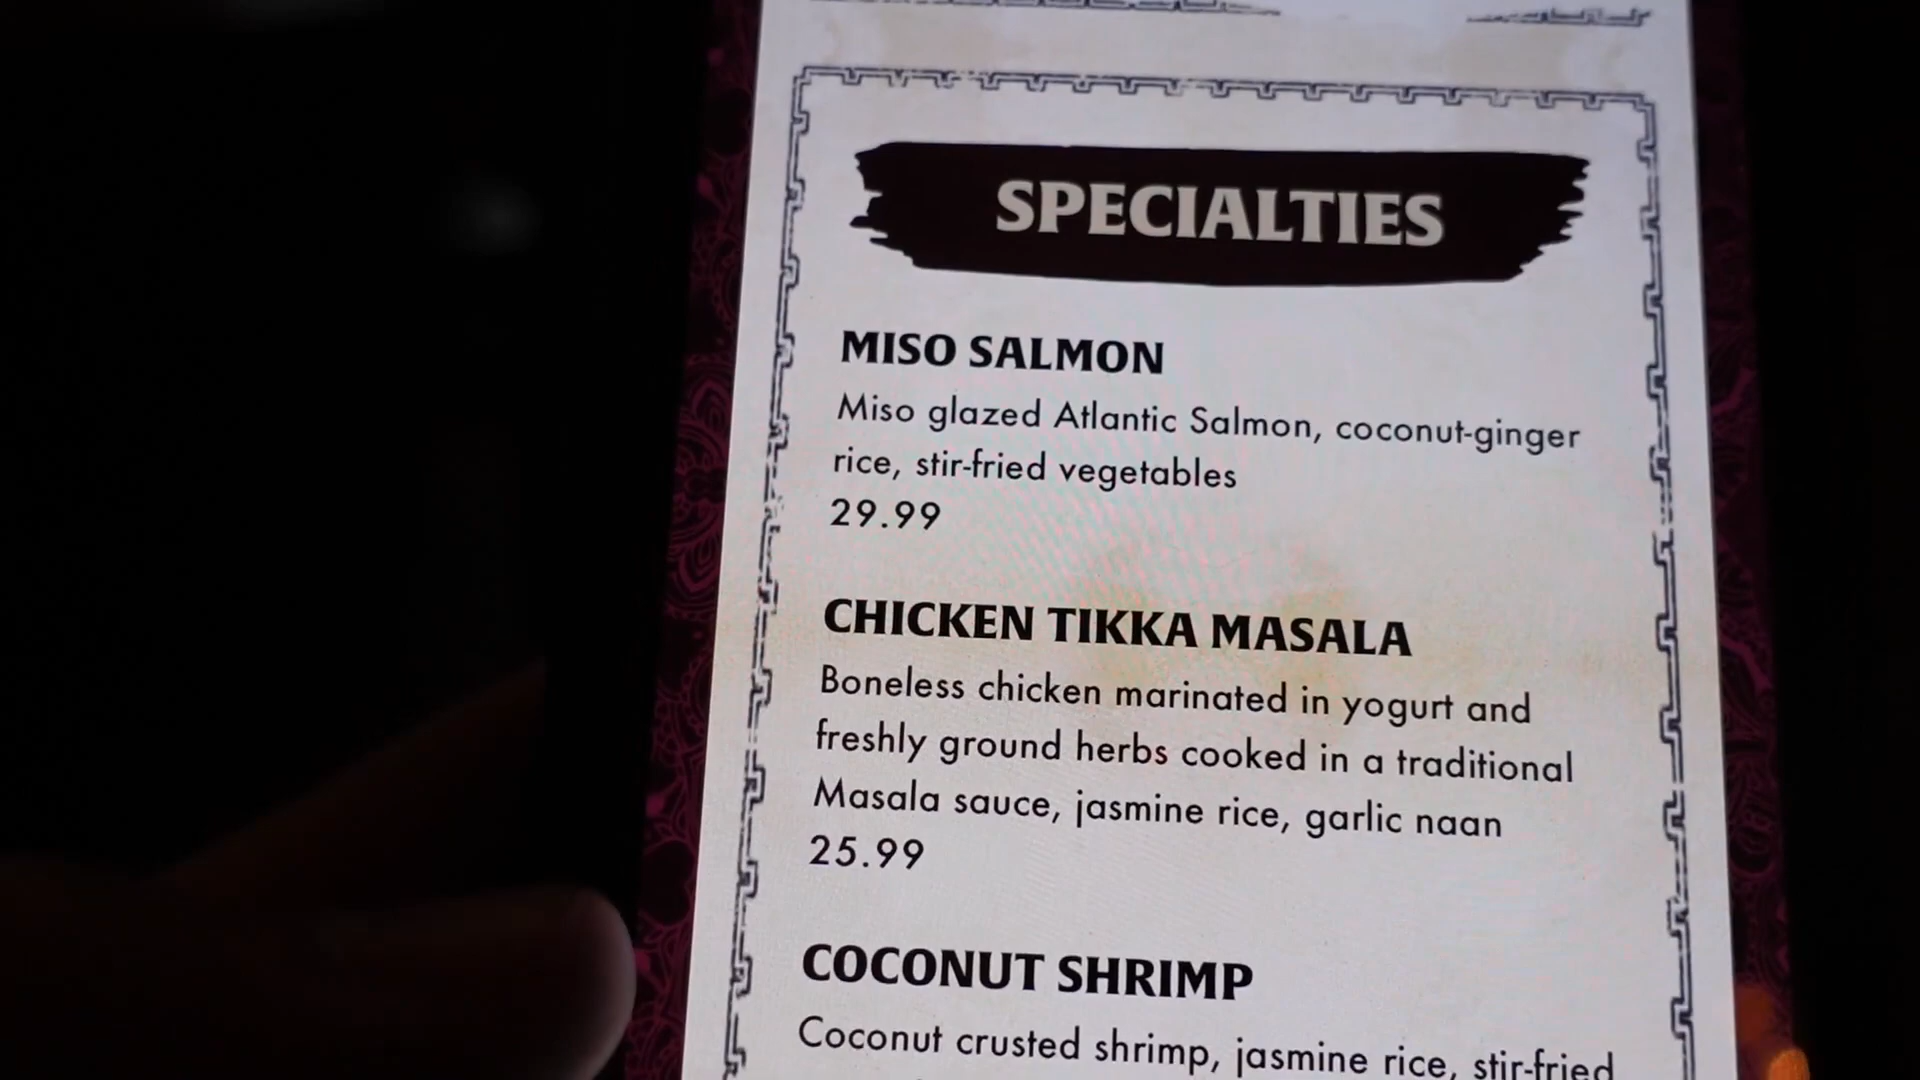 SPECIALTIES
MISO SALMON
Miso glazed Atlantic Salmon, coconut-ginger
rice, stir-fried vegetables
29.99
CHICKEN TIKKA MASALA
Boneless chicken marinated in yogurt and
freshly ground herbs cooked in a traditional
Masala sauce, jasmine rice, garlic naan
25.99
COCONUT SHRIMP
Coconut crusted shrimp, jasmine rice, stir-fried